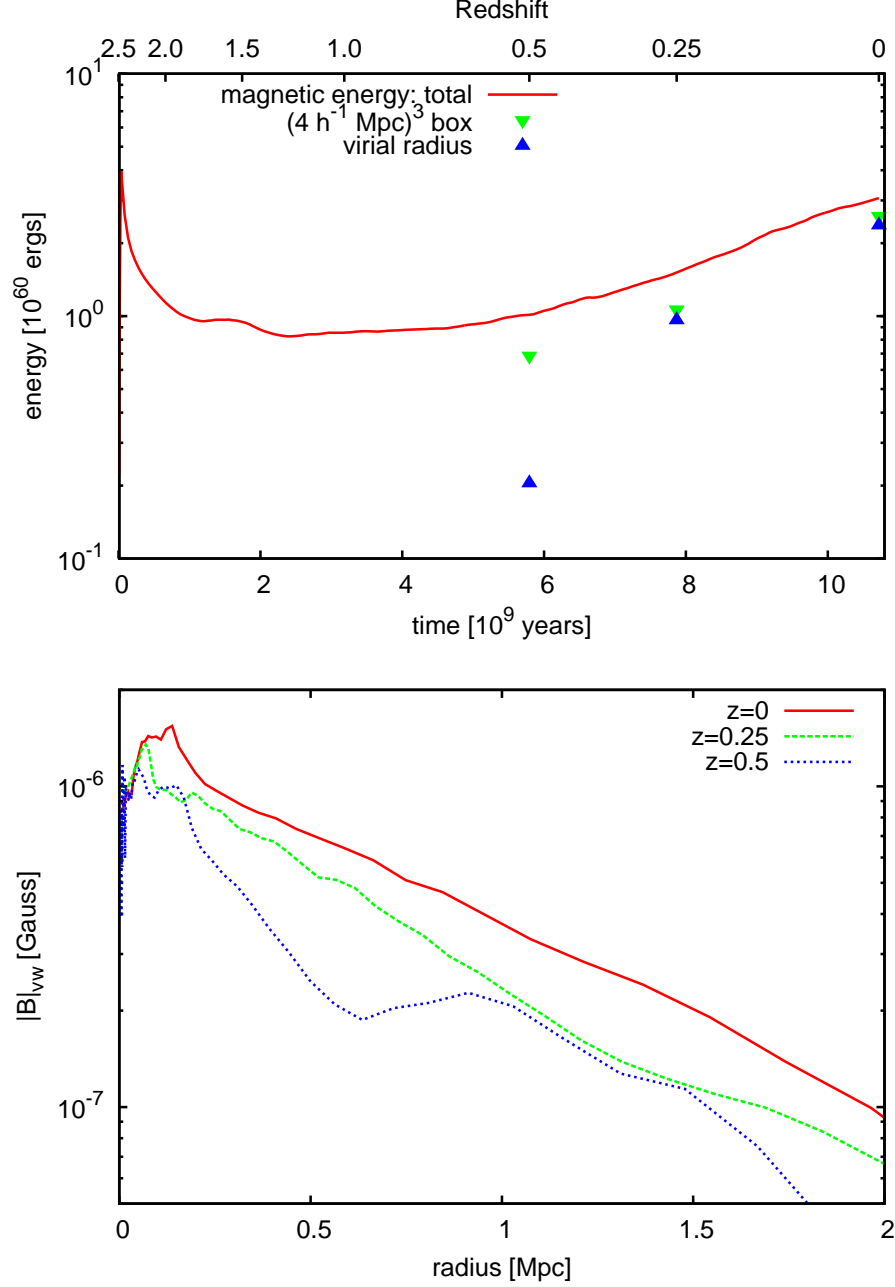 Redshift
2.5 2.0 1.5 1.0 0.5 0.25 0
10^1
magnetic energy: total
(4 h^-1 Mpc)^3 box
virial radius
energy [10^60 ergs]
10^0
10^-1
0 2 4 6 8 10
time [10^9 years]
z=0
z=0.25
z=0.5
10^-6
|B|_vw [Gauss]
10^-7
0 0.5 1 1.5 2
radius [Mpc]